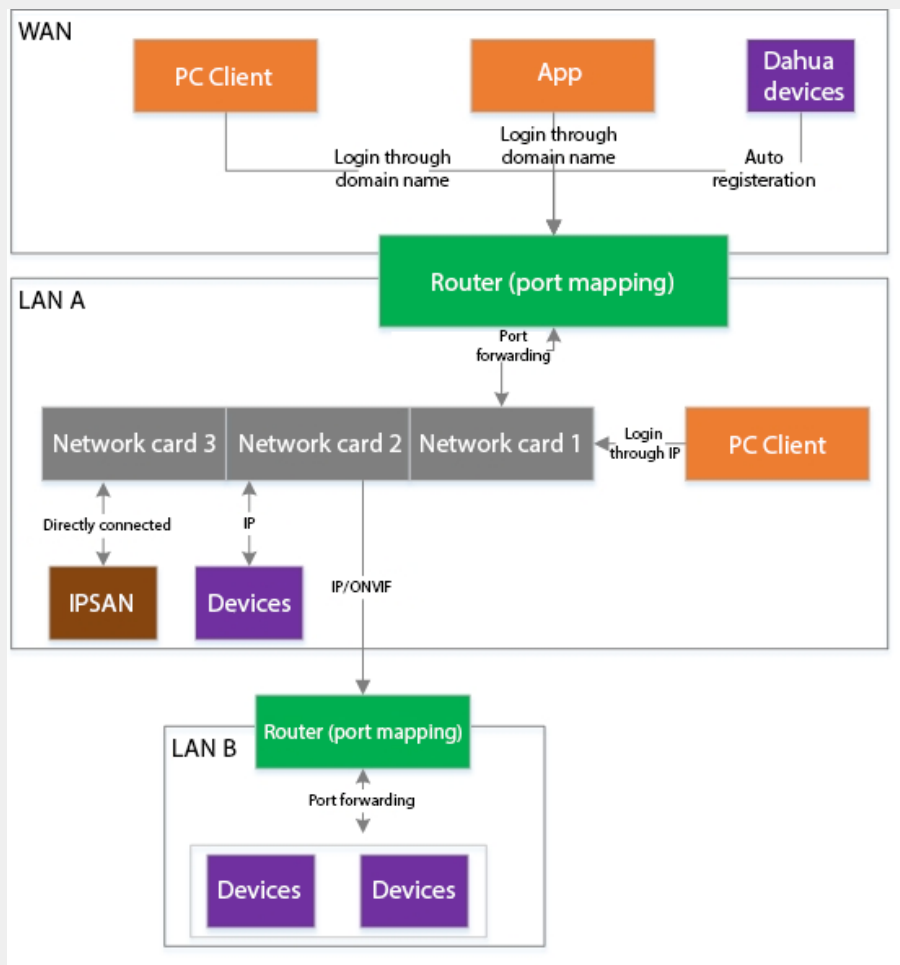 WAN
PC Client
App
Dahua
devices
Login through
domain name
Login through
domain name
Auto
registeration
Router (port mapping)
LAN A
Port
forwarding
Network card 3
Network card 2
Network card 1
Login
through IP
PC Client
Directly connected
IP
IPSAN
Devices
IP/ONVIF
Router (port mapping)
LAN B
Port forwarding
Devices
Devices